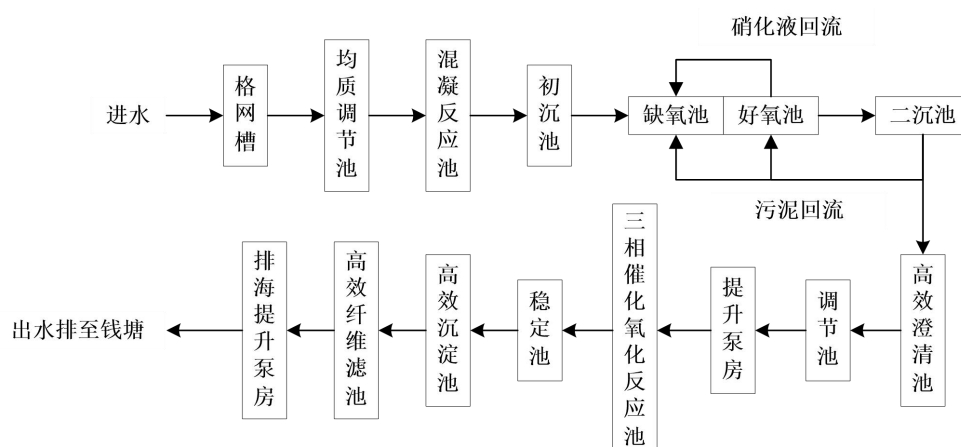 硝化液回流
进水
格网槽
均质调节池
混凝反应池
初沉池
缺氧池
好氧池
二沉池
污泥回流
出水排至钱塘
排海提升泵房
高效纤维滤池
高效沉淀池
稳定池
三相催化氧化反应池
提升泵房
调节池
高效澄清池